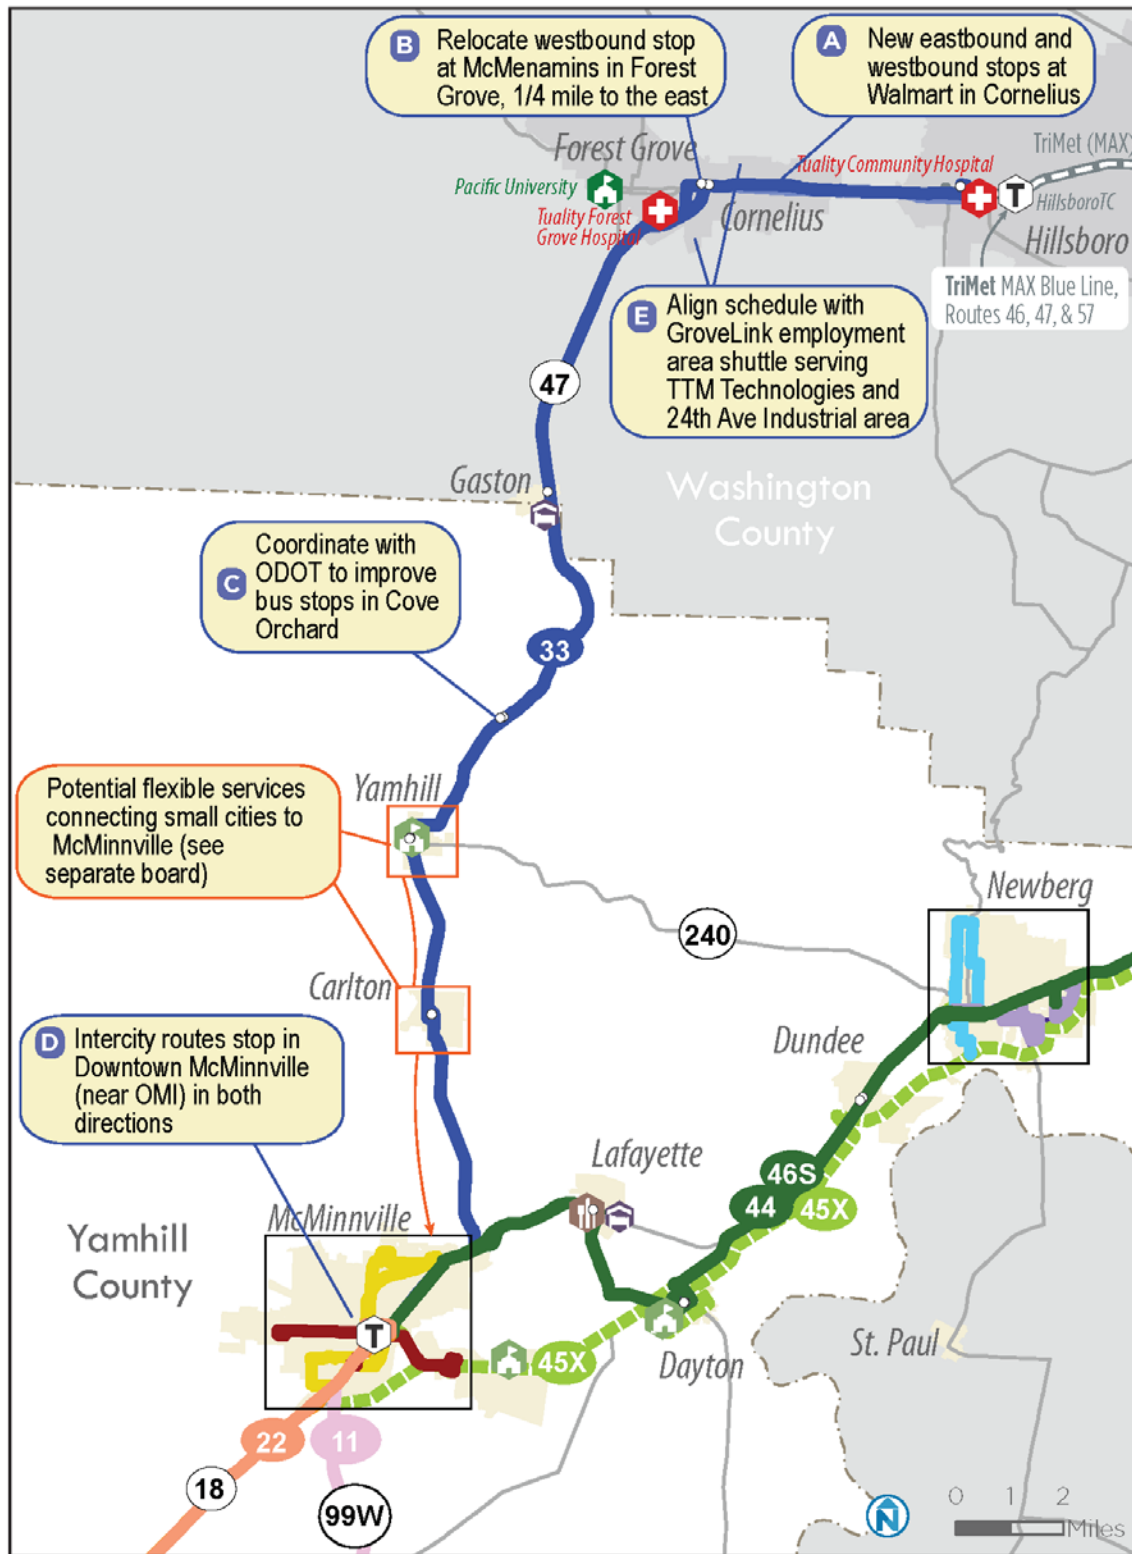 B
Relocate westbound stop
at McMenamins in Forest
Grove, 1/4 mile to the east
A
New eastbound and
westbound stops at
Walmart in Cornelius
Forest Grove
TriMet (MAX)
Tuality Community Hospital
Pacific University
Tuality Forest
Grove Hospital
Cornelius
T
HillsboroTC
Hillsboro
TriMet MAX Blue Line,
Routes 46, 47, & 57
E
Align schedule with
GroveLink employment
area shuttle serving
TTM Technologies and
24th Ave Industrial area
47
Gaston
Washington
County
C
Coordinate with
ODOT to improve
bus stops in Cove
Orchard
33
Potential flexible services
connecting small cities to
McMinnville (see
separate board)
Yamhill
Newberg
240
Carlton
D
Intercity routes stop in
Downtown McMinnville
(near OMI) in both
directions
Dundee
Lafayette
46S
44
45X
McMinnville
Yamhill
County
T
45X
Dayton
St. Paul
22
11
18
99W
N
0 1 2
Miles